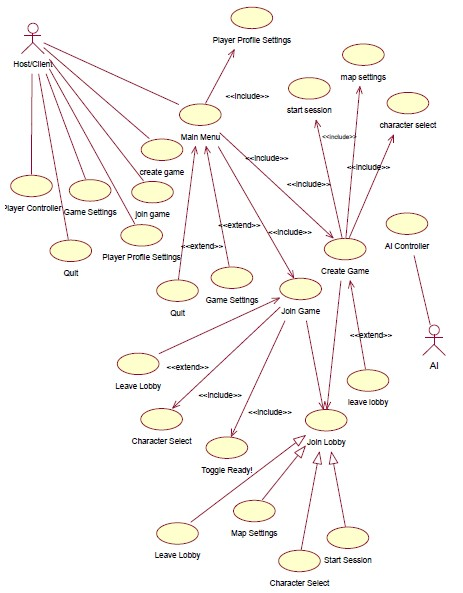 Player Profile Settings
Host/Client
map settings
<<include>>
start session
character select
Main Menu
<<include>>
<<include>>
create game
<<include>>
<<include>>
Player Controller
Game Settings
join game
<<extend>>
<<include>>
<<extend>>
AI Controller
Quit
Player Profile Settings
Create Game
Game Settings
Quit
Join Game
<<extend>>
AI
<<extend>>
Leave Lobby
leave lobby
<<include>>
<<include>>
Character Select
Join Lobby
Toggle Ready!
Map Settings
Leave Lobby
Start Session
Character Select